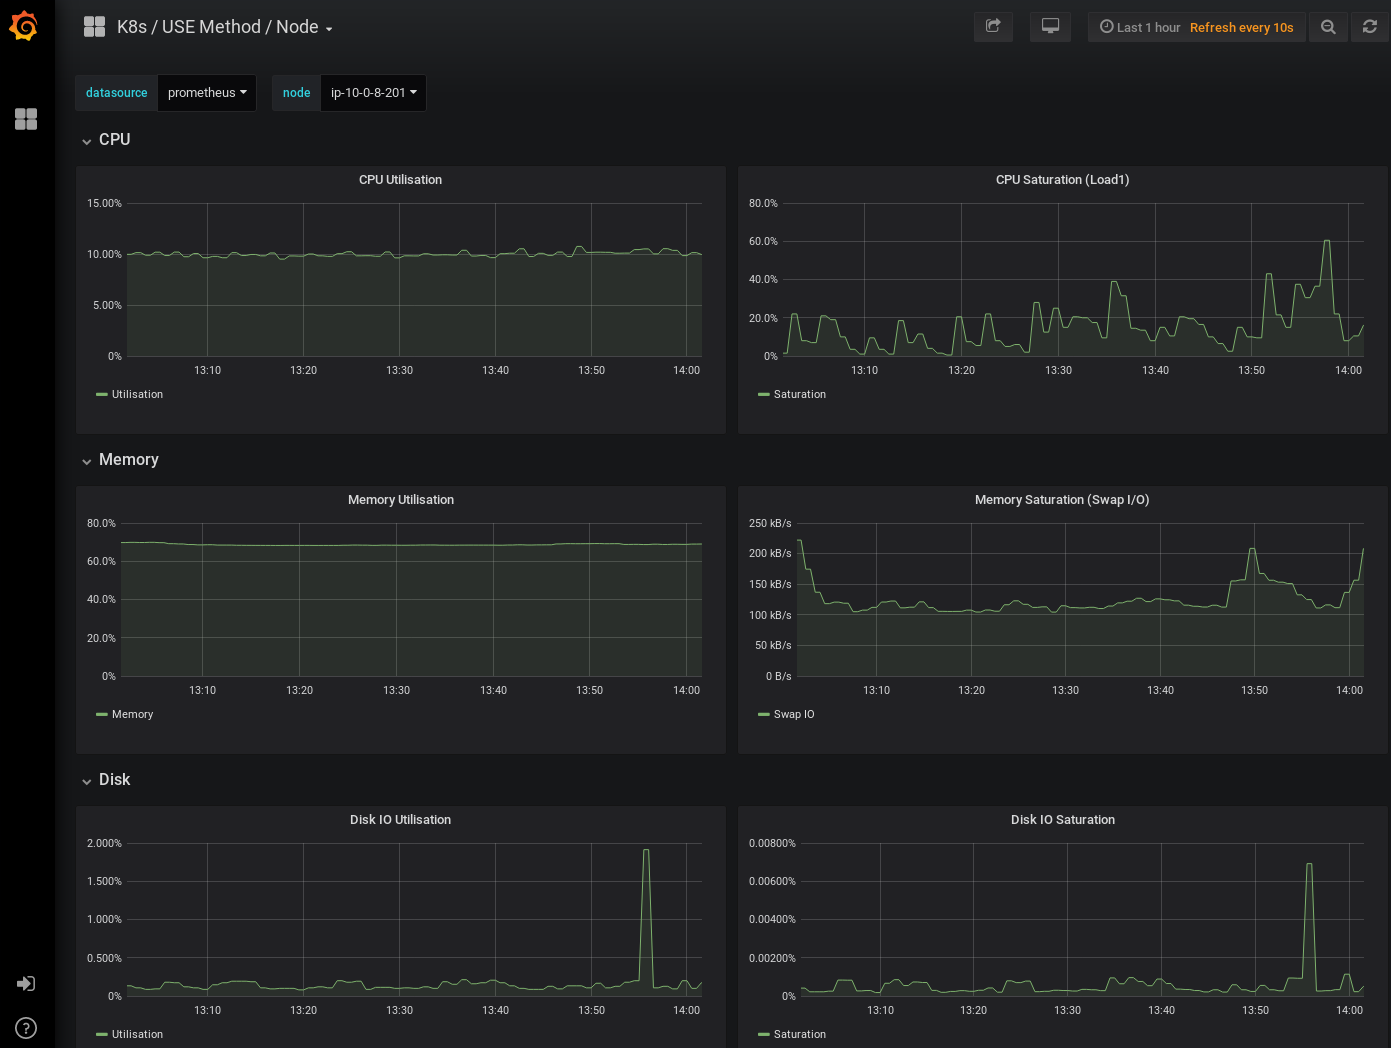 K8s / USE Method / Node
Last 1 hour Refresh every 10s
datasource prometheus node ip-10-0-8-201
CPU
CPU Utilisation
15.00%
10.00%
5.00%
0%
13:10 13:20 13:30 13:40 13:50 14:00
Utilisation
CPU Saturation (Load1)
80.0%
60.0%
40.0%
20.0%
0%
13:10 13:20 13:30 13:40 13:50 14:00
Saturation
Memory
Memory Utilisation
80.0%
60.0%
40.0%
20.0%
0%
13:10 13:20 13:30 13:40 13:50 14:00
Memory
Memory Saturation (Swap I/O)
250 kB/s
200 kB/s
150 kB/s
100 kB/s
50 kB/s
0 B/s
13:10 13:20 13:30 13:40 13:50 14:00
Swap IO
Disk
Disk IO Utilisation
2.000%
1.500%
1.000%
0.500%
0%
13:10 13:20 13:30 13:40 13:50 14:00
Utilisation
Disk IO Saturation
0.00800%
0.00600%
0.00400%
0.00200%
0%
13:10 13:20 13:30 13:40 13:50 14:00
Saturation